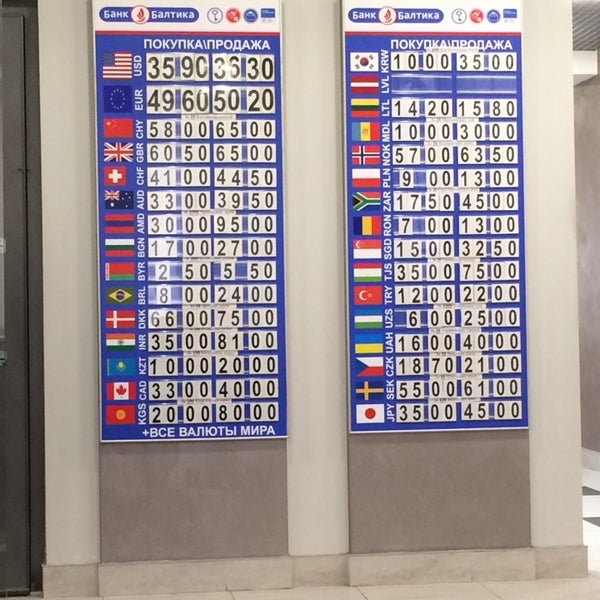 Банк Балтика
ПОКУПКА\ПРОДАЖА
USD 35 90 36 30
EUR 49 60 50 20
CHY 58 00 65 00
GBR 60 50 65 00
CHF 41 00 44 50
AUD 33 00 39 50
AMD 30 00 95 00
BGN 17 00 27 00
BYR 2 50 5 50
BRL 8 00 24 00
DKK 66 00 75 00
INR 35 00 81 00
KZT 10 00 20 00
CAD 33 00 40 00
KGS 20 00 80 00
+ВСЕ ВАЛЮТЫ МИРА
Банк Балтика
ПОКУПКА\ПРОДАЖА
KRW 10 00 35 00
LVL
LTL 14 20 15 80
MDL 10 00 30 00
NOK 57 00 63 50
PLN 9 00 13 00
ZAR 17 50 45 00
RON 7 00 13 00
SGD 15 00 32 50
TJS 35 00 75 00
TRY 12 00 22 00
UZS 6 00 25 00
UAH 16 00 40 00
CZK 18 70 21 00
SEK 55 00 61 00
JPY 35 00 45 00